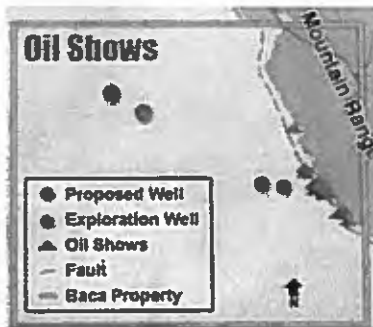 Oil Shows
Mountain Range
Proposed Well
Exploration Well
Oil Shows
Fault
Baca Property